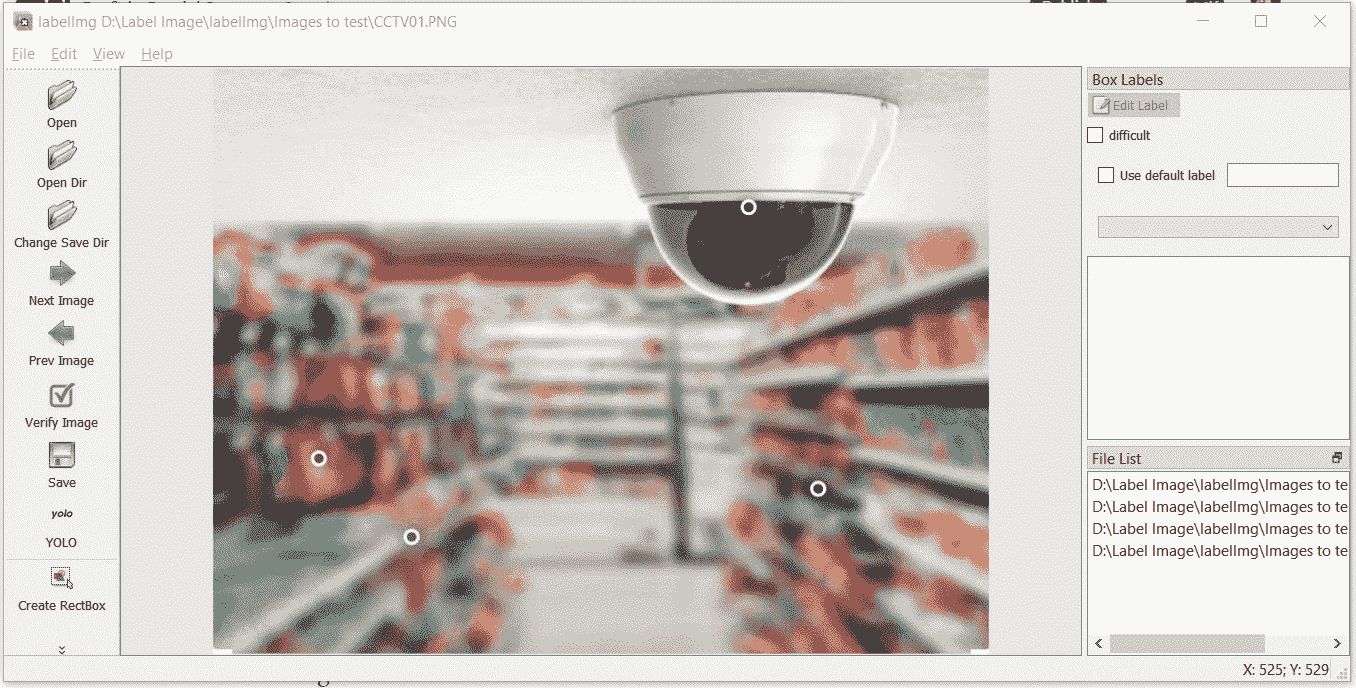 labelImg D:\Label Image\labelImg\Images to test\CCTV01.PNG
File Edit View Help
Open
Open Dir
Change Save Dir
Next Image
Prev Image
Verify Image
Save
yolo
YOLO
Create RectBox
Box Labels
Edit Label
difficult
Use default label
File List
D:\Label Image\labelImg\Images to te
D:\Label Image\labelImg\Images to te
D:\Label Image\labelImg\Images to te
D:\Label Image\labelImg\Images to te
X: 525; Y: 529